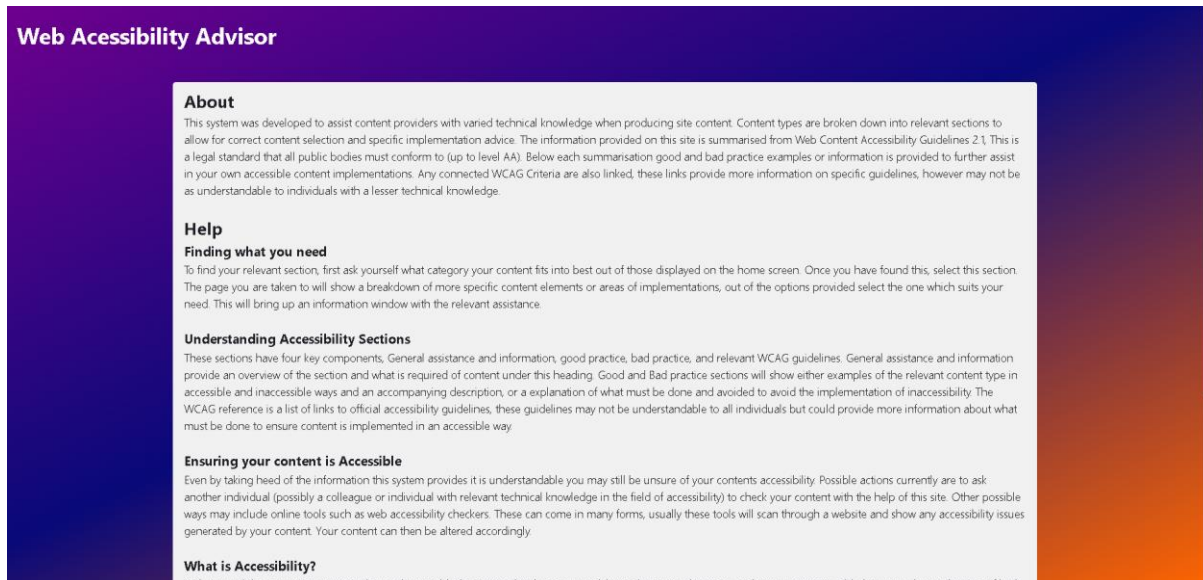 Web Acessibility Advisor
About
This system was developed to assist content providers with varied technical knowledge when producing site content. Content types are broken down into relevant sections to
allow for correct content selection and specific implementation advice. The information provided on this site is summarised from Web Content Accessibility Guidelines 2.1, This is
a legal standard that all public bodies must conform to (up to level AA). Below each summarisation good and bad practice examples or information is provided to further assist
in your own accessible content implementations. Any connected WCAG Criteria are also linked, these links provide more information on specific guidelines, however may not be
as understandable to individuals with a lesser technical knowledge.
Help
Finding what you need
To find your relevant section, first ask yourself what category your content fits into best out of those displayed on the home screen. Once you have found this, select this section.
The page you are taken to will show a breakdown of more specific content elements or areas of implementations, out of the options provided select the one which suits your
need. This will bring up an information window with the relevant assistance.
Understanding Accessibility Sections
These sections have four key components, General assistance and information, good practice, bad practice, and relevant WCAG guidelines. General assistance and information
provide an overview of the section and what is required of content under this heading. Good and Bad practice sections will show either examples of the relevant content type in
accessible and inaccessible ways and an accompanying description, or a explanation of what must be done and avoided to avoid the implementation of inaccessibility. The
WCAG reference is a list of links to official accessibility guidelines, these guidelines may not be understandable to all individuals but could provide more information about what
must be done to ensure content is implemented in an accessible way.
Ensuring your content is Accessible
Even by taking heed of the information this system provides it is understandable you may still be unsure of your contents accessibility. Possible actions currently are to ask
another individual (possibly a colleague or individual with relevant technical knowledge in the field of accessibility) to check your content with the help of this site. Other possible
ways may include online tools such as web accessibility checkers. These can come in many forms, usually these tools will scan through a website and show any accessibility issues
generated by your content. Your content can then be altered accordingly.
What is Accessibility?